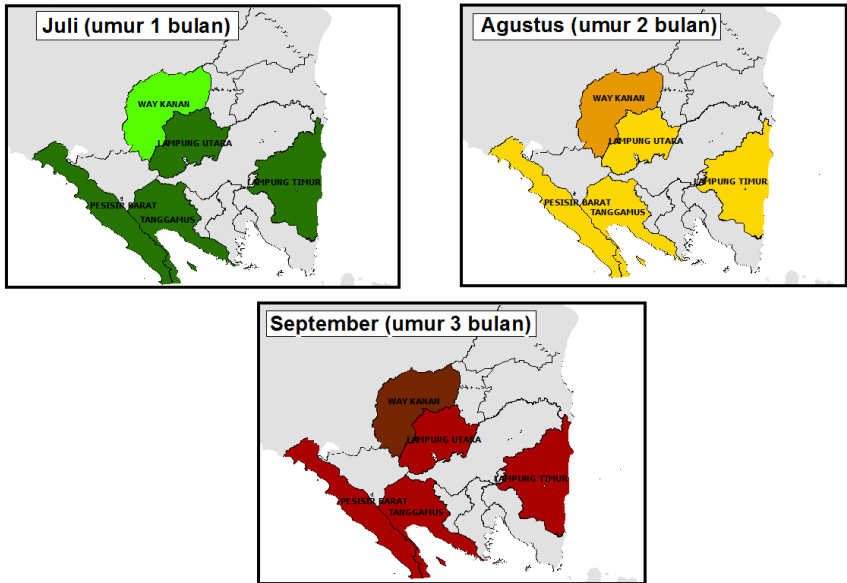 Juli (umur 1 bulan)
WAY KANAN
LAMPUNG UTARA
LAMPUNG TIMUR
PESISIR BARAT
TANGGAMUS
Agustus (umur 2 bulan)
WAY KANAN
LAMPUNG UTARA
LAMPUNG TIMUR
PESISIR BARAT
TANGGAMUS
September (umur 3 bulan)
WAY KANAN
LAMPUNG UTARA
LAMPUNG TIMUR
PESISIR BARAT
TANGGAMUS